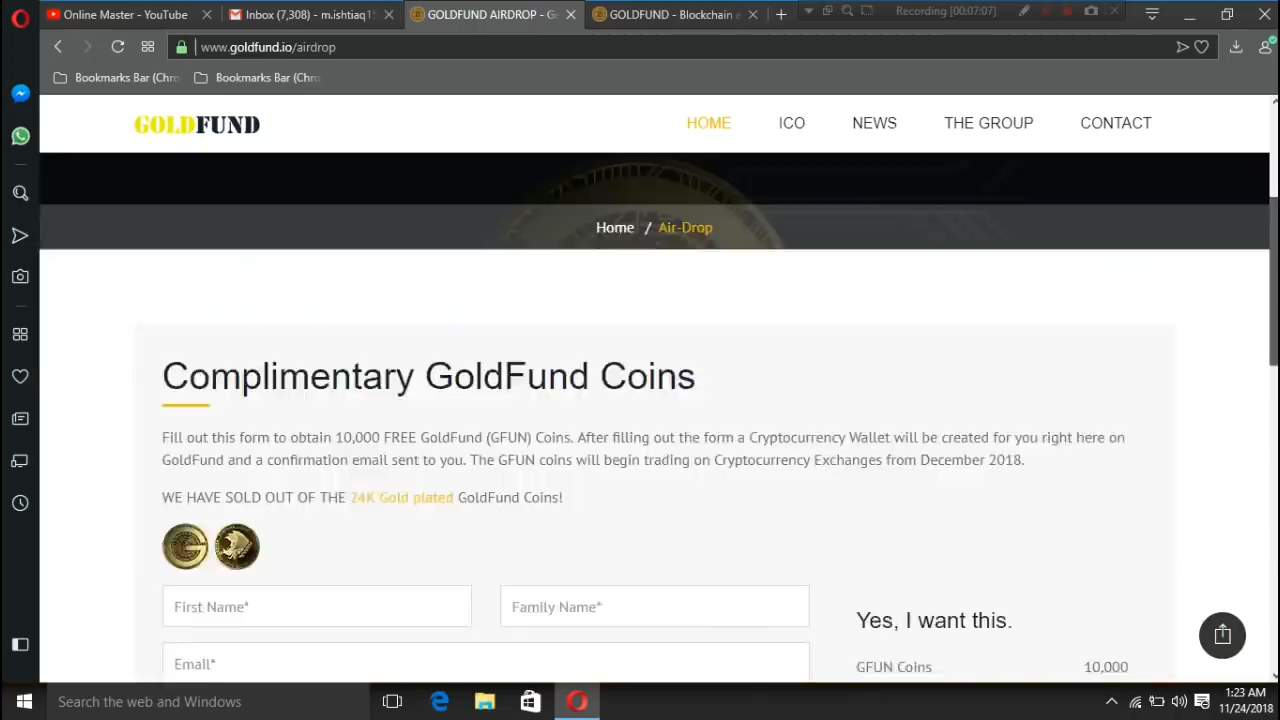 Online Master - YouTube
Inbox (7,308) - m.ishtiaq1
GOLDFUND AIRDROP - Ge
GOLDFUND - Blockchain a
Recording [00:07:07]
www.goldfund.io/airdrop
Bookmarks Bar (Chro
Bookmarks Bar (Chro
GOLDFUND
HOME
ICO
NEWS
THE GROUP
CONTACT
Home / Air-Drop
Complimentary GoldFund Coins
Fill out this form to obtain 10,000 FREE GoldFund (GFUN) Coins. After filling out the form a Cryptocurrency Wallet will be created for you right here on
GoldFund and a confirmation email sent to you. The GFUN coins will begin trading on Cryptocurrency Exchanges from December 2018.
WE HAVE SOLD OUT OF THE 24K Gold plated GoldFund Coins!
First Name*
Family Name*
Yes, I want this.
Email*
GFUN Coins
10,000
Search the web and Windows
1:23 AM
11/24/2018